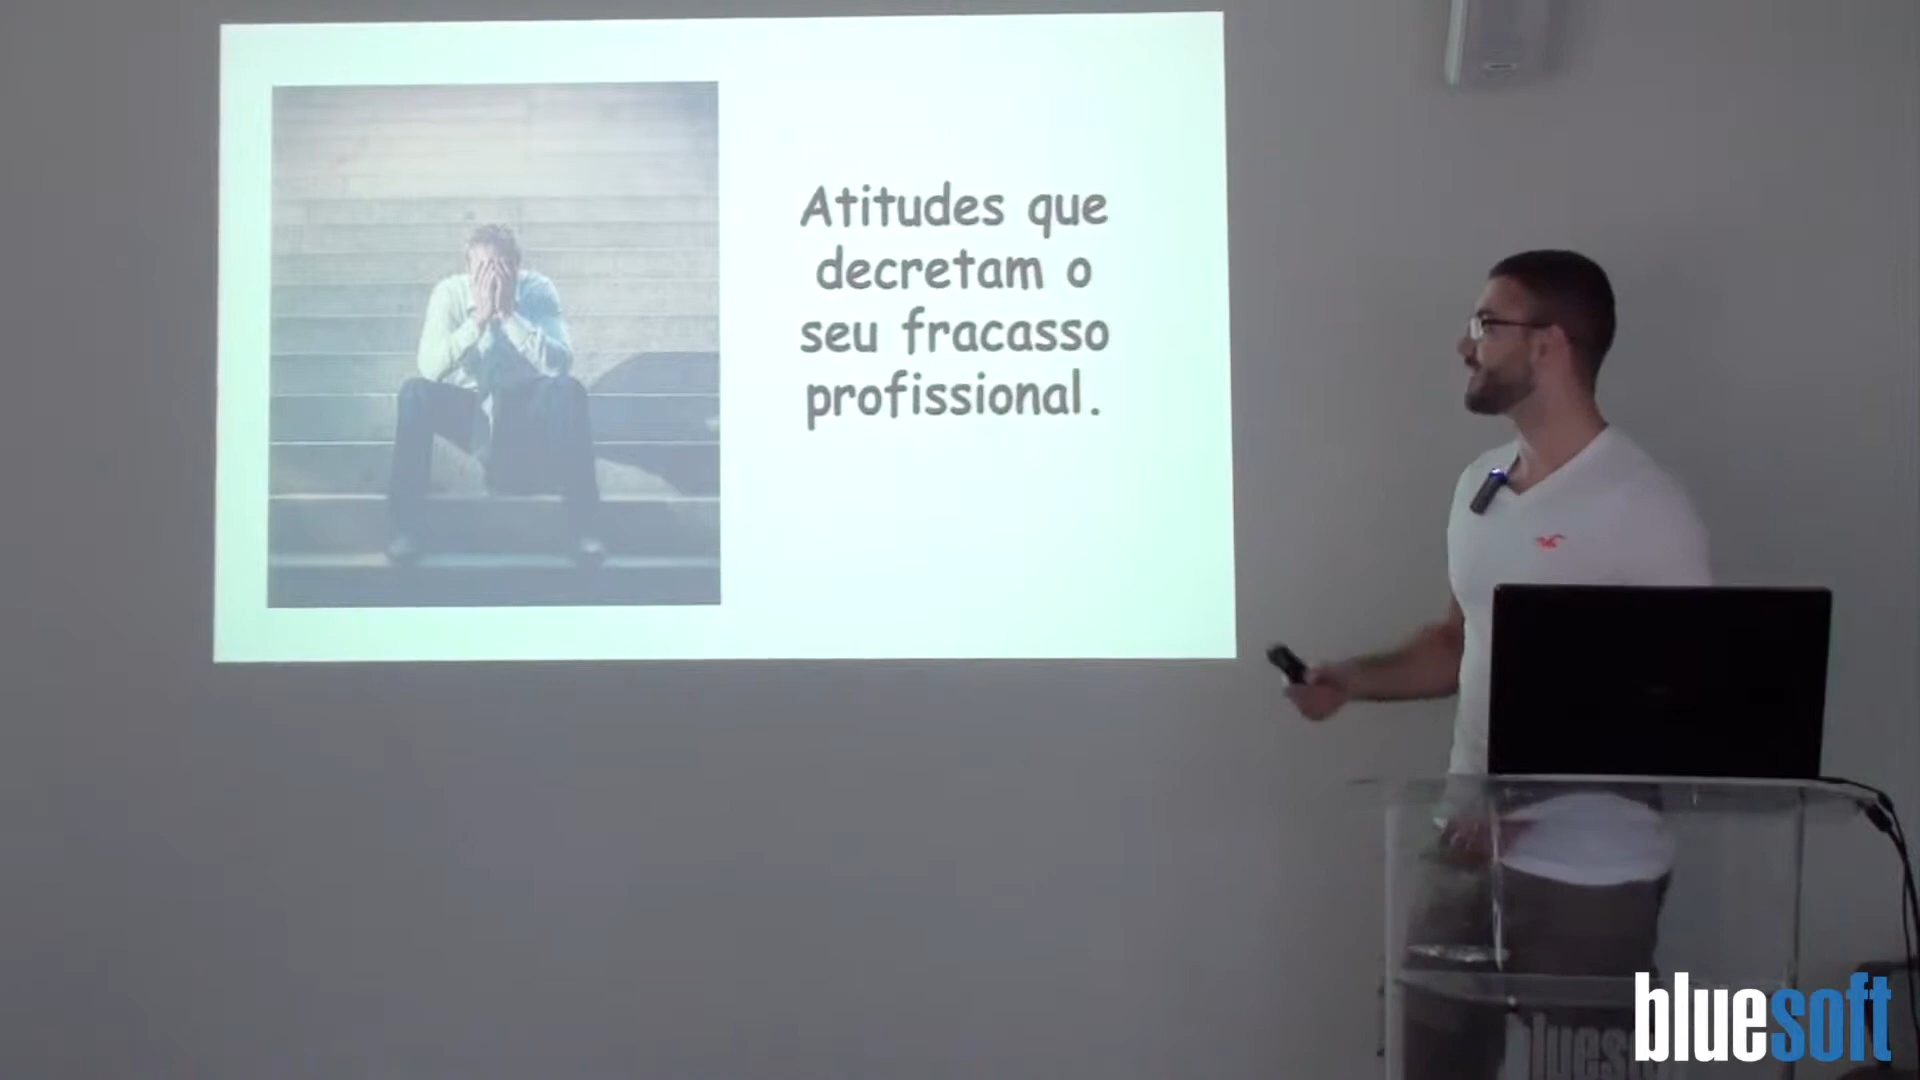 Atitudes que
decretam o
seu fracasso
profissional.
bluesoft